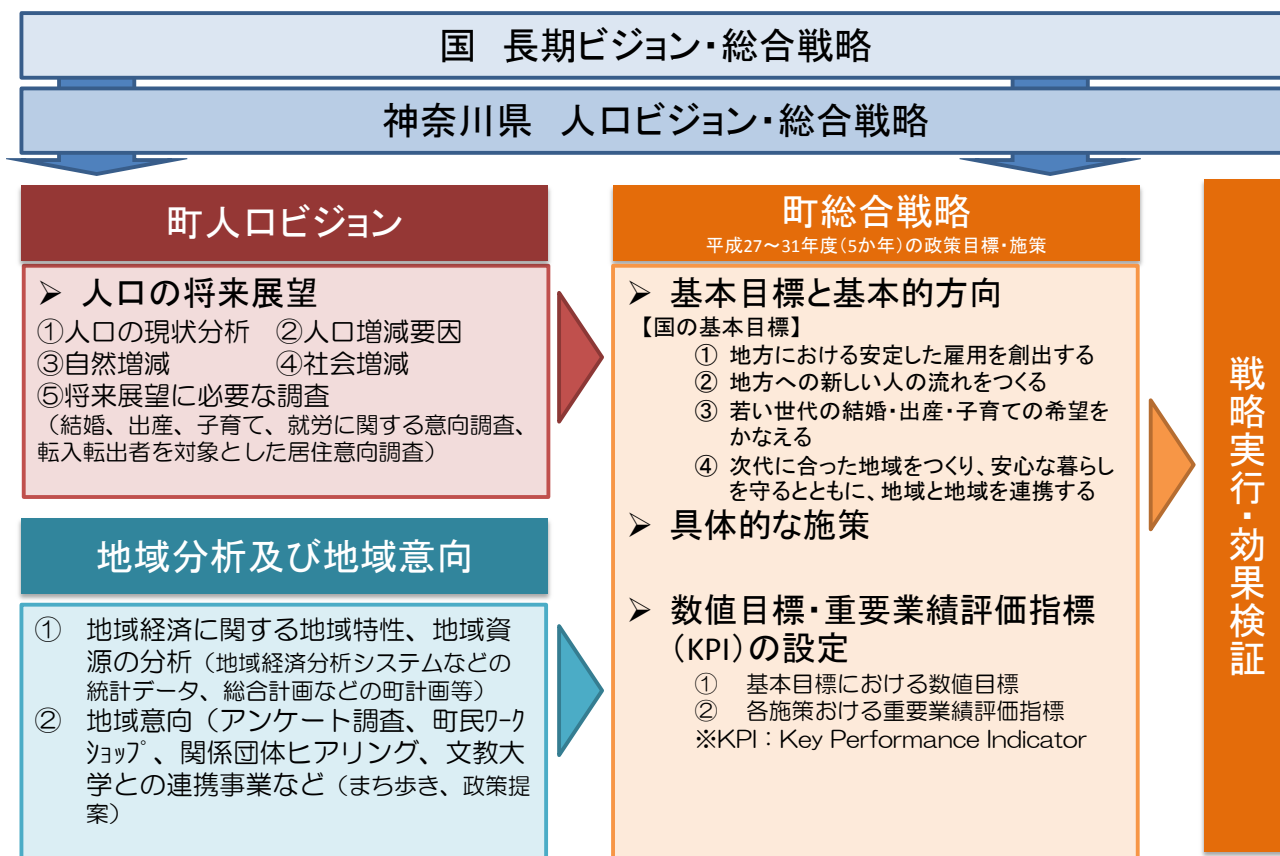 国 長期ビジョン・総合戦略
神奈川県 人口ビジョン・総合戦略
町人口ビジョン
➢ 人口の将来展望
①人口の現状分析 ②人口増減要因
③自然増減 ④社会増減
⑤将来展望に必要な調査
（結婚、出産、子育て、就労に関する意向調査、
転入転出者を対象とした居住意向調査）
地域分析及び地域意向
① 地域経済に関する地域特性、地域資
源の分析（地域経済分析システムなどの
統計データ、総合計画などの町計画等）
② 地域意向（アンケート調査、町民ﾜｰｸ
ｼｮｯﾌﾟ、関係団体ヒアリング、文教大
学との連携事業など（まち歩き、政策提
案）
町総合戦略
平成27～31年度（5か年）の政策目標・施策
➢ 基本目標と基本的方向
【国の基本目標】
① 地方における安定した雇用を創出する
② 地方への新しい人の流れをつくる
③ 若い世代の結婚・出産・子育ての希望を
かなえる
④ 次代に合った地域をつくり、安心な暮らし
を守るとともに、地域と地域を連携する
➢ 具体的な施策
➢ 数値目標・重要業績評価指標
（KPI）の設定
① 基本目標における数値目標
② 各施策おける重要業績評価指標
※KPI：Key Performance Indicator
戦略実行・効果検証